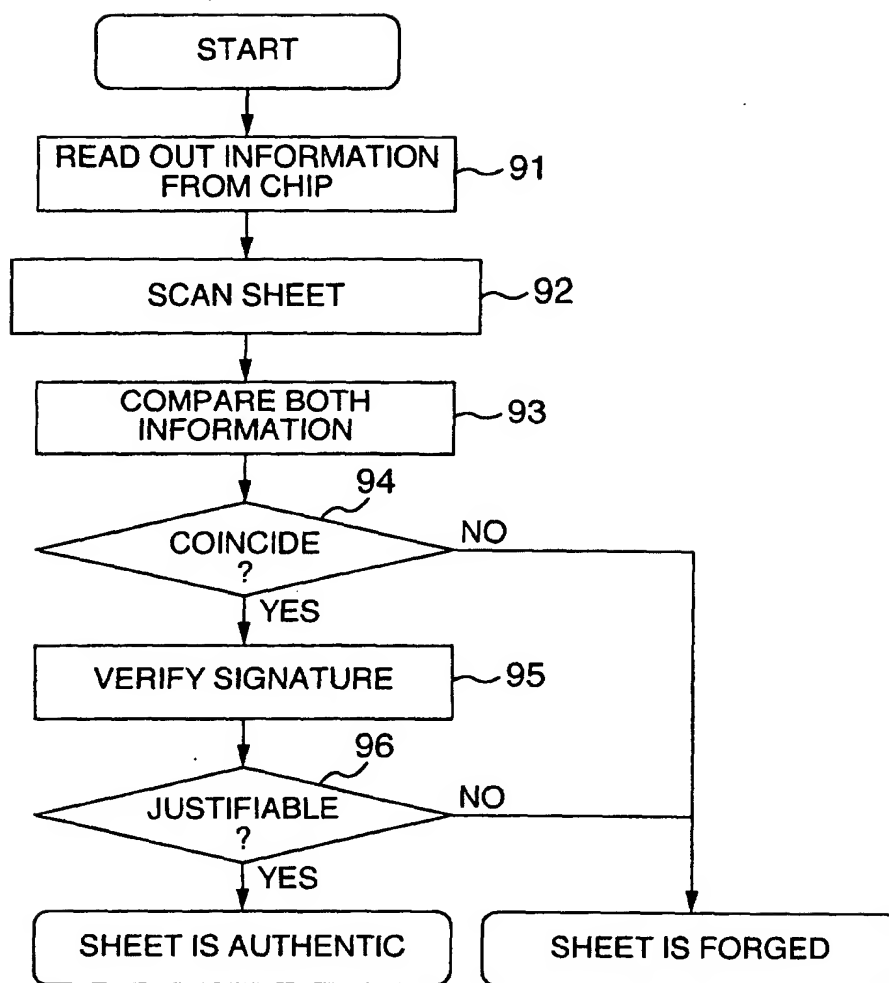 START
READ OUT INFORMATION
FROM CHIP
91
SCAN SHEET
92
COMPARE BOTH
INFORMATION
93
94
COINCIDE
?
NO
YES
VERIFY SIGNATURE
95
96
JUSTIFIABLE
?
NO
YES
SHEET IS AUTHENTIC
SHEET IS FORGED